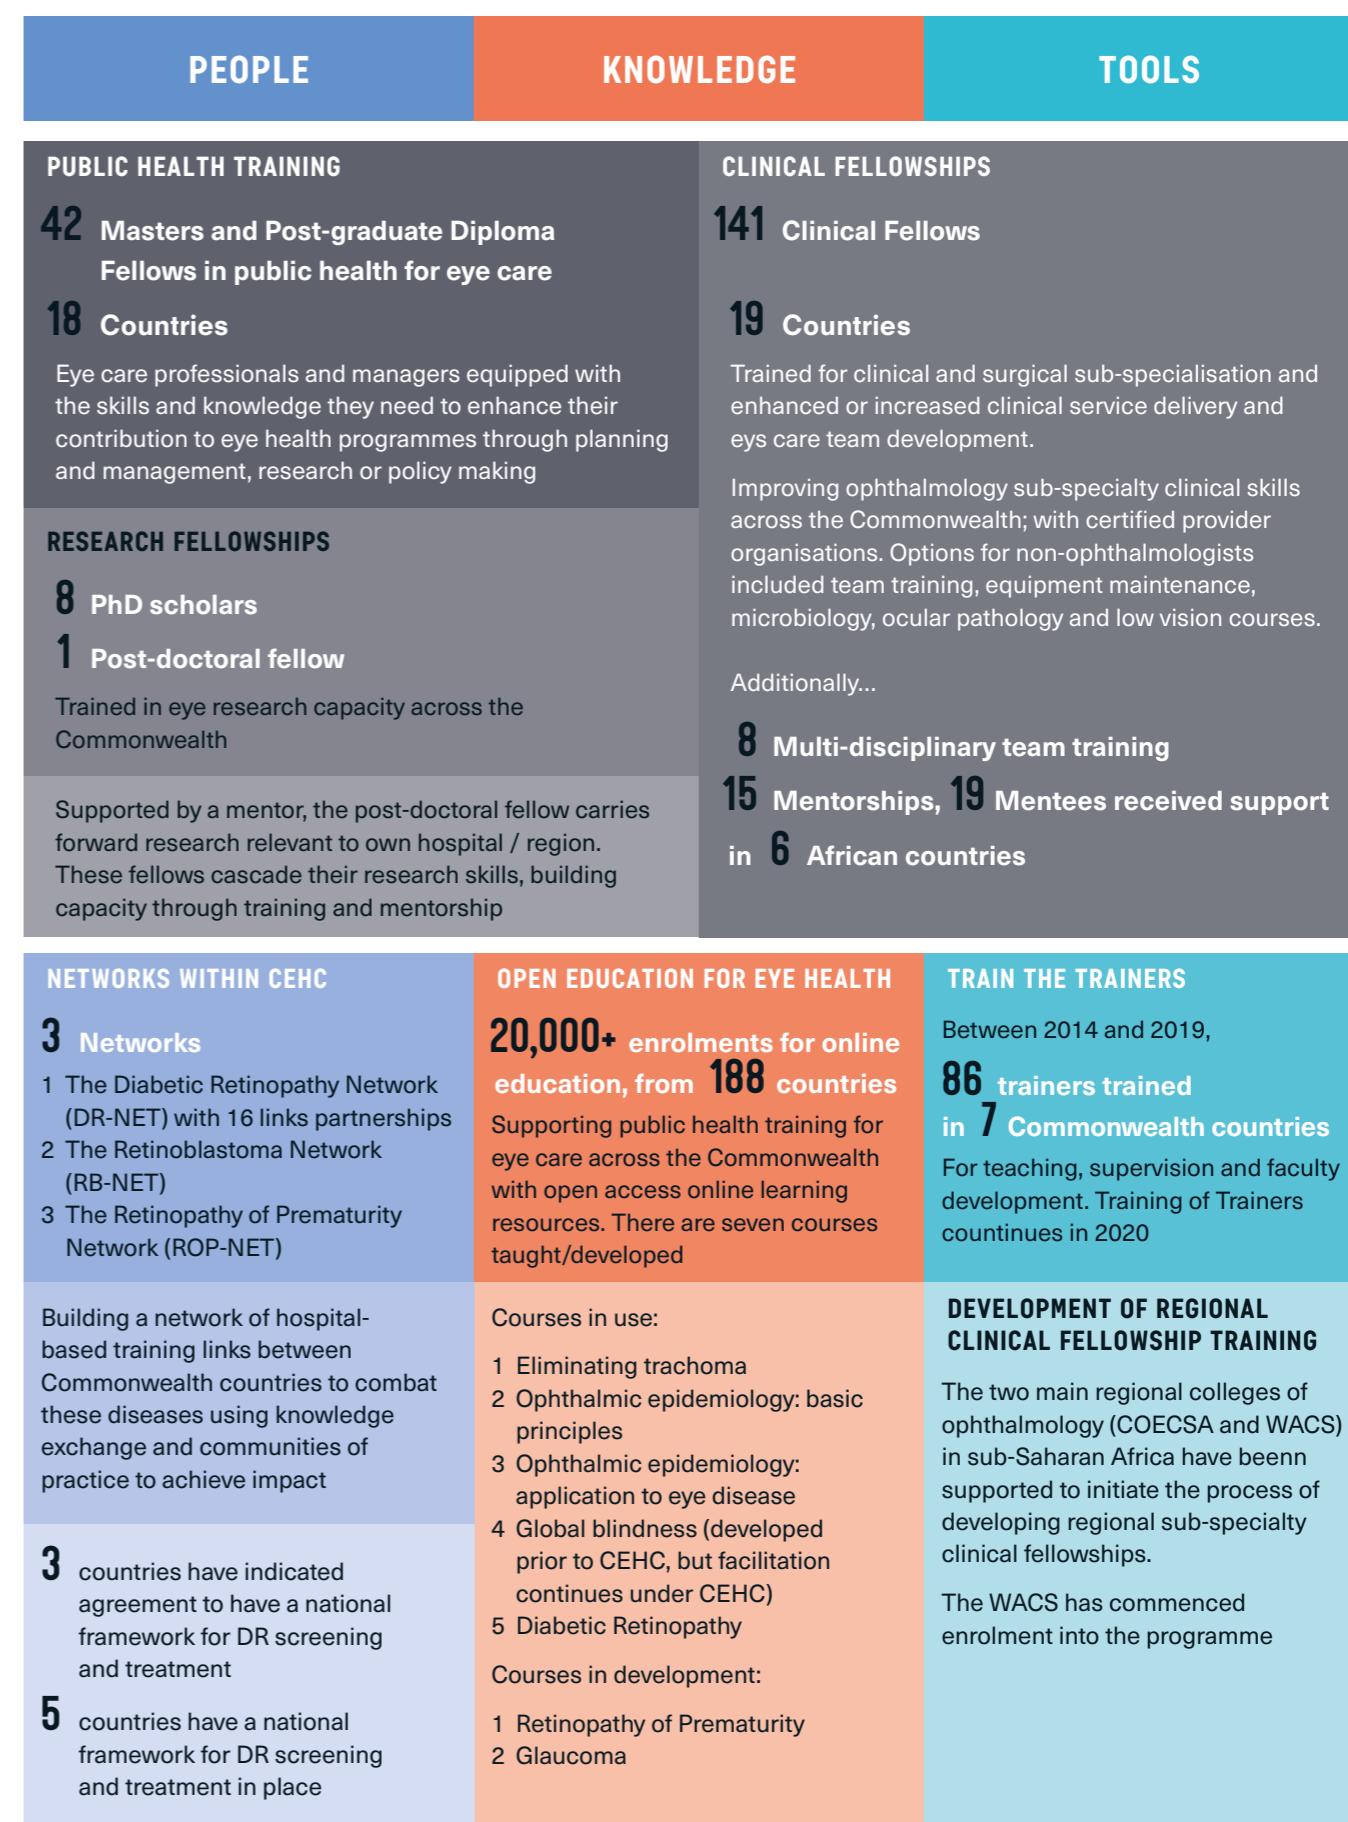 PEOPLE
KNOWLEDGE
TOOLS
PUBLIC HEALTH TRAINING
42 Masters and Post-graduate Diploma
Fellows in public health for eye care
18 Countries
Eye care professionals and managers equipped with
the skills and knowledge they need to enhance their
contribution to eye health programmes through planning
and management, research or policy making
RESEARCH FELLOWSHIPS
8 PhD scholars
1 Post-doctoral fellow
Trained in eye research capacity across the
Commonwealth
Supported by a mentor, the post-doctoral fellow carries
forward research relevant to own hospital / region.
These fellows cascade their research skills, building
capacity through training and mentorship
CLINICAL FELLOWSHIPS
141 Clinical Fellows
19 Countries
Trained for clinical and surgical sub-specialisation and
enhanced or increased clinical service delivery and
eys care team development.
Improving ophthalmology sub-specialty clinical skills
across the Commonwealth; with certified provider
organisations. Options for non-ophthalmologists
included team training, equipment maintenance,
microbiology, ocular pathology and low vision courses.
Additionally...
8 Multi-disciplinary team training
15 Mentorships, 19 Mentees received support
in 6 African countries
NETWORKS WITHIN CEHC
3 Networks
1 The Diabetic Retinopathy Network
(DR-NET) with 16 links partnerships
2 The Retinoblastoma Network
(RB-NET)
3 The Retinopathy of Prematurity
Network (ROP-NET)
Building a network of hospital-
based training links between
Commonwealth countries to combat
these diseases using knowledge
exchange and communities of
practice to achieve impact
3 countries have indicated
agreement to have a national
framework for DR screening
and treatment
5 countries have a national
framework for DR screening
and treatment in place
OPEN EDUCATION FOR EYE HEALTH
20,000+ enrolments for online
education, from 188 countries
Supporting public health training for
eye care across the Commonwealth
with open access online learning
resources. There are seven courses
taught/developed
Courses in use:
1 Eliminating trachoma
2 Ophthalmic epidemiology: basic
principles
3 Ophthalmic epidemiology:
application to eye disease
4 Global blindness (developed
prior to CEHC, but facilitation
continues under CEHC)
5 Diabetic Retinopathy
Courses in development:
1 Retinopathy of Prematurity
2 Glaucoma
TRAIN THE TRAINERS
Between 2014 and 2019,
86 trainers trained
in 7 Commonwealth countries
For teaching, supervision and faculty
development. Training of Trainers
countinues in 2020
DEVELOPMENT OF REGIONAL
CLINICAL FELLOWSHIP TRAINING
The two main regional colleges of
ophthalmology (COECSA and WACS)
in sub-Saharan Africa have beenn
supported to initiate the process of
developing regional sub-specialty
clinical fellowships.
The WACS has commenced
enrolment into the programme